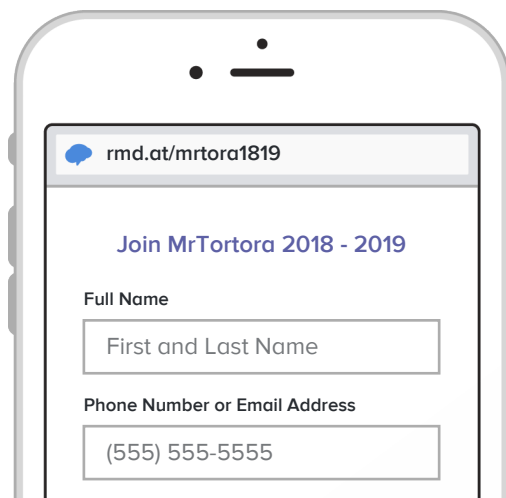 rmd.at/mrtora1819
Join MrTortora 2018 - 2019
Full Name
First and Last Name
Phone Number or Email Address
(555) 555-5555